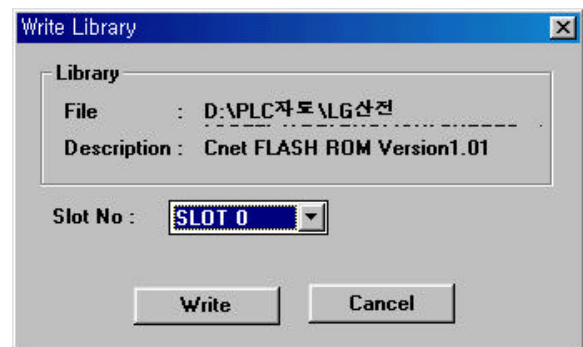 Write Library
Library
File : D:\PLC자료\LG산전
Description : Cnet FLASH ROM Version1.01
Slot No : SLOT 0
Write Cancel